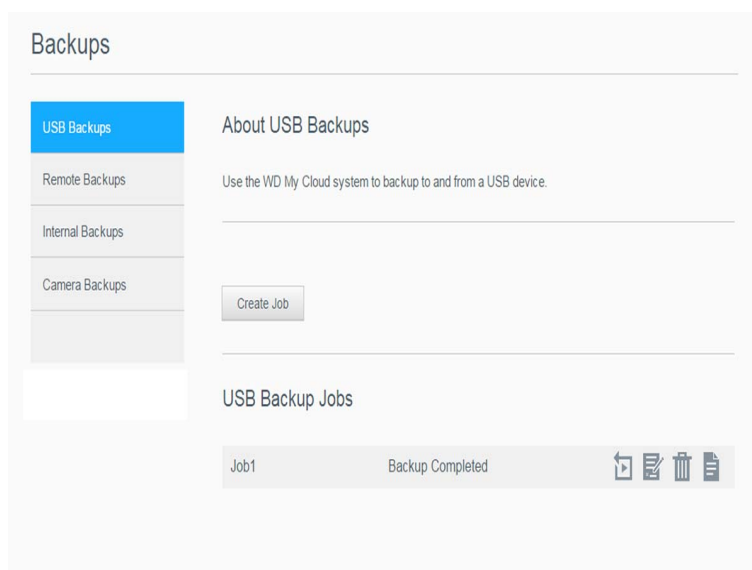 Backups
USB Backups
Remote Backups
Internal Backups
Camera Backups
About USB Backups
Use the WD My Cloud system to backup to and from a USB device.
Create Job
USB Backup Jobs
Job1 Backup Completed